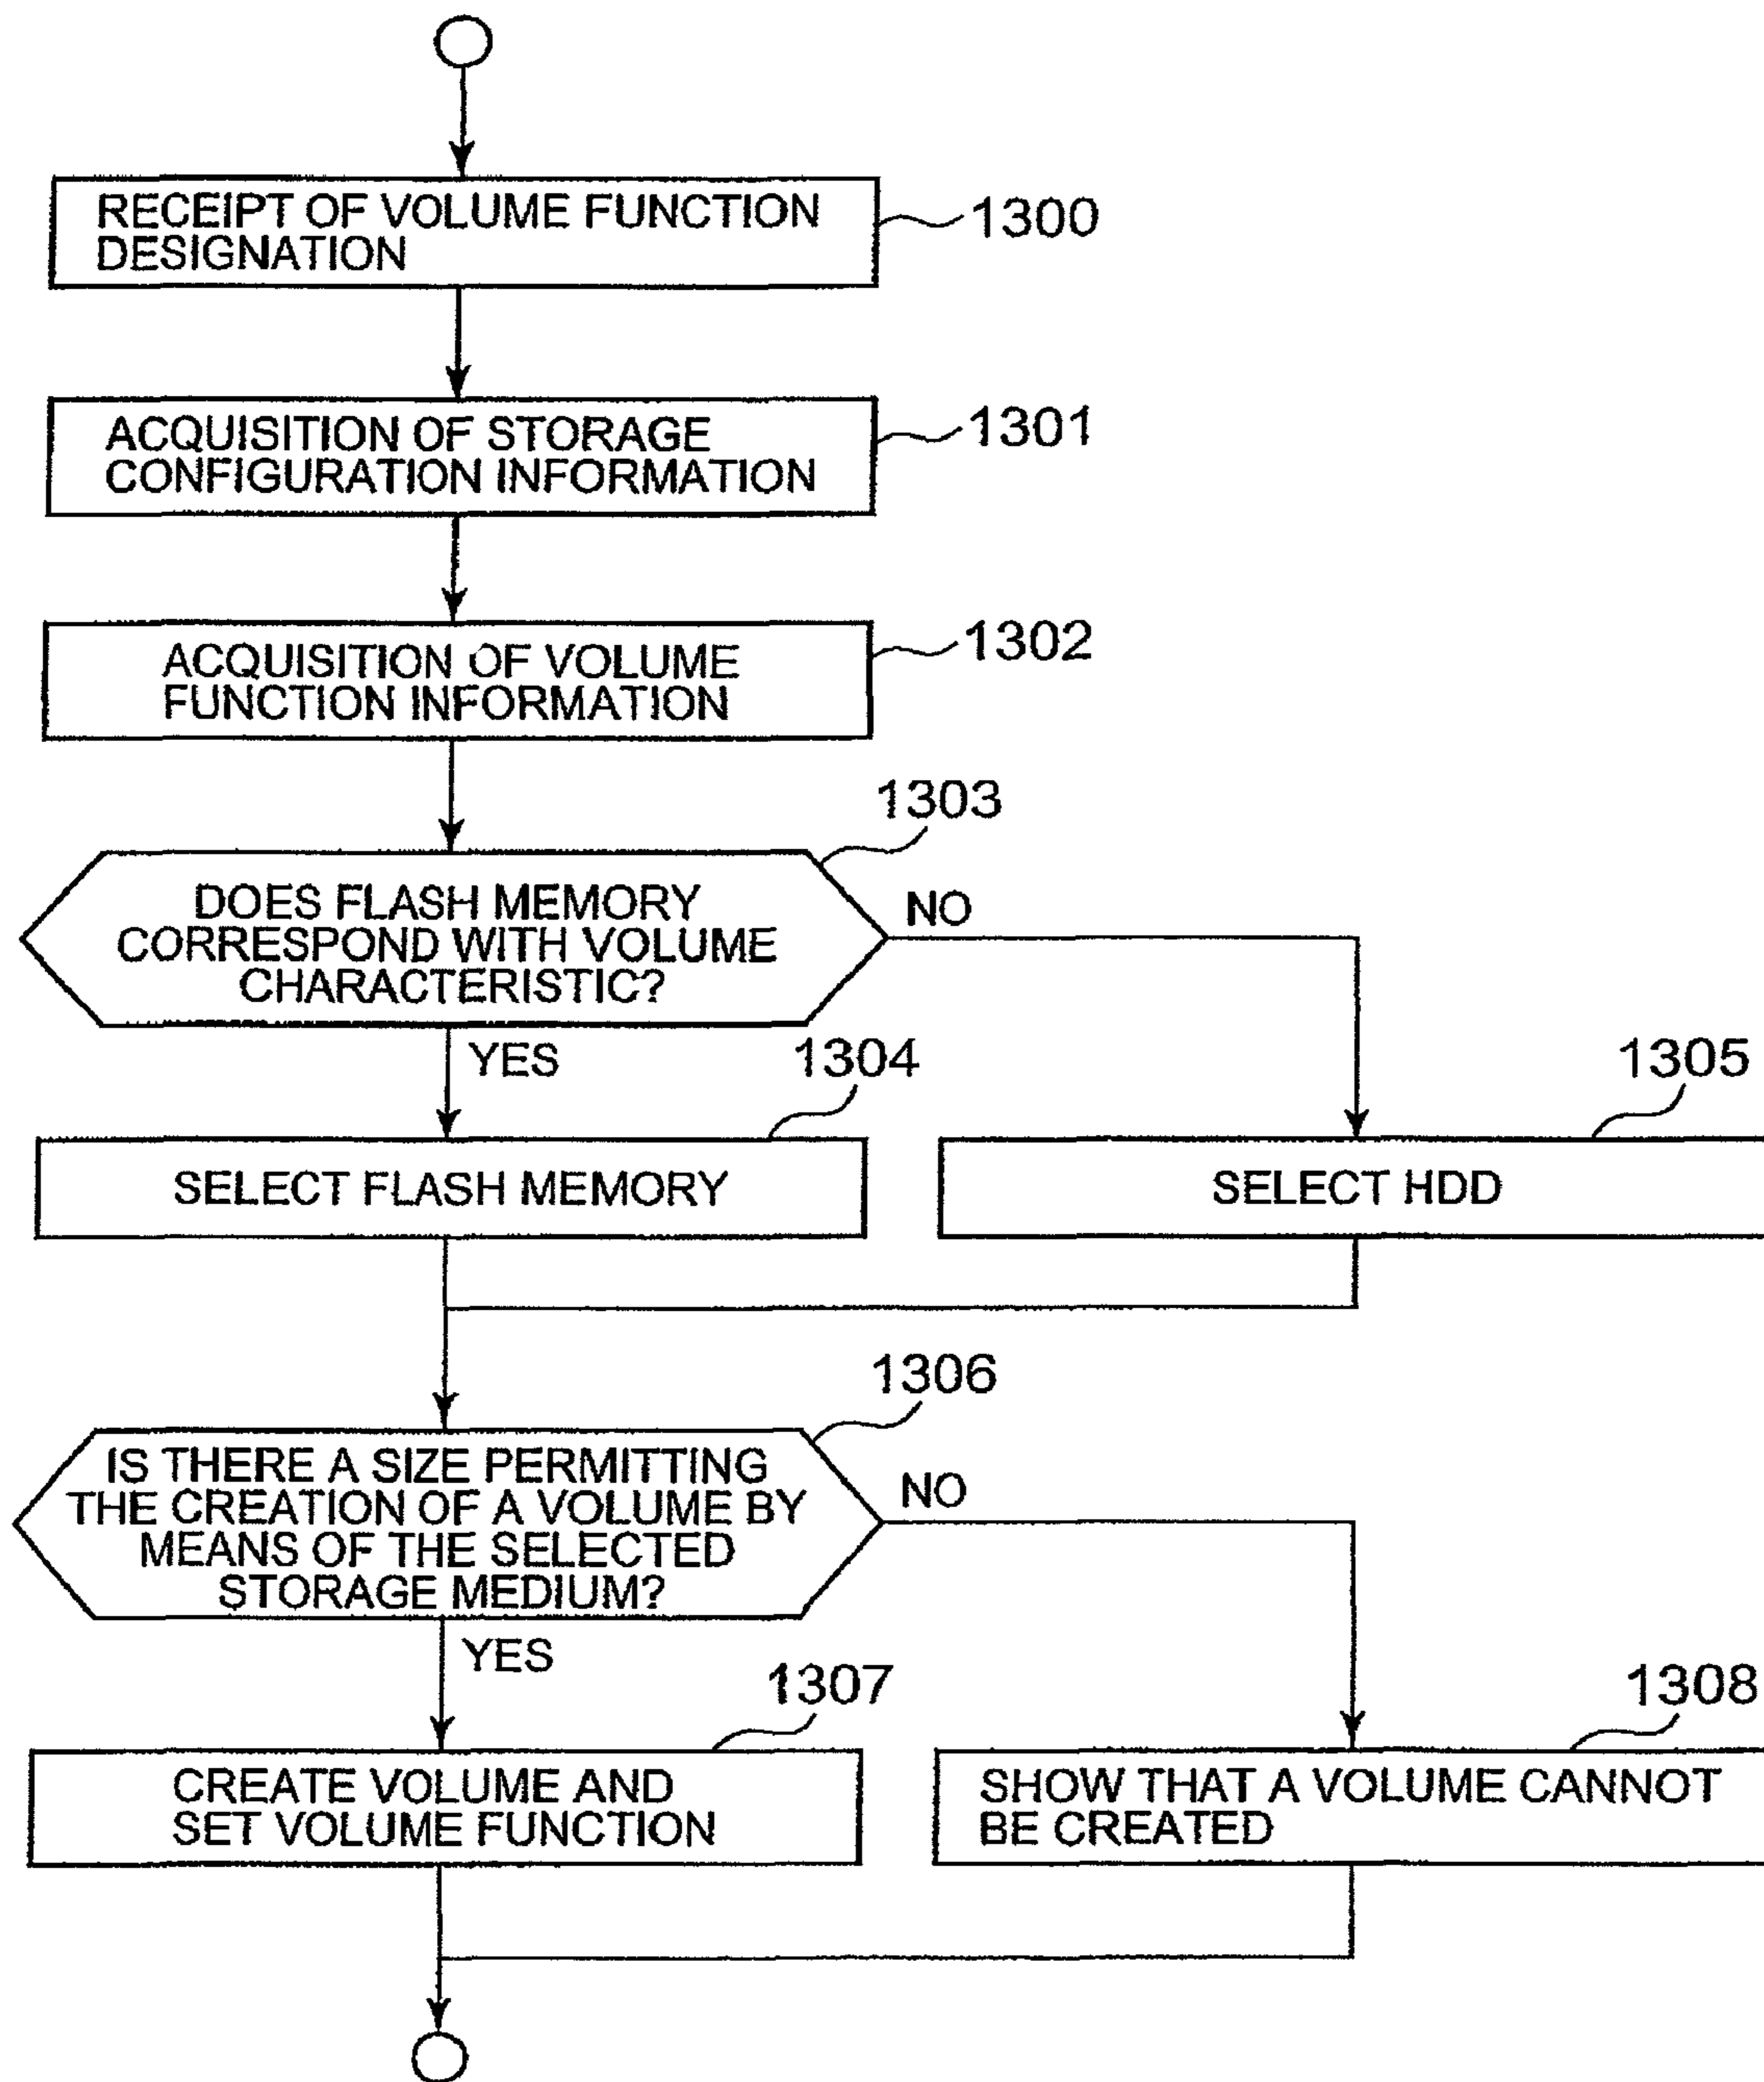 RECEIPT OF VOLUME FUNCTION
DESIGNATION
1300
ACQUISITION OF STORAGE
CONFIGURATION INFORMATION
1301
ACQUISITION OF VOLUME
FUNCTION INFORMATION
1302
1303
DOES FLASH MEMORY
CORRESPOND WITH VOLUME
CHARACTERISTIC?
NO
YES
1304
1305
SELECT FLASH MEMORY
SELECT HDD
1306
IS THERE A SIZE PERMITTING
THE CREATION OF A VOLUME BY
MEANS OF THE SELECTED
STORAGE MEDIUM?
NO
YES
1307
1308
CREATE VOLUME AND
SET VOLUME FUNCTION
SHOW THAT A VOLUME CANNOT
BE CREATED